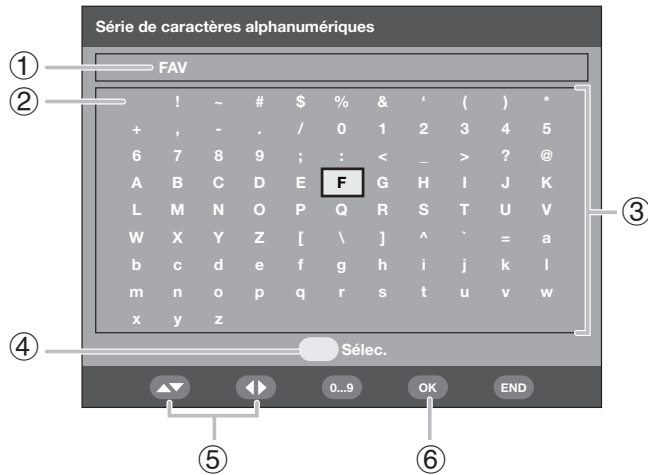 Série de caractères alphanumériques
① FAV
② ! ~ # $ % & ‘ ( ) *
+ , - . / 0 1 2 3 4 5
6 7 8 9 ; : < _ > ? @
A B C D E F G H I J K
L M N O P Q R S T U V ③
W X Y Z [ \ ] ^ ` = a
b c d e f g h i j k l
m n o p q r s t u v w
x y z
④ Sélec.
0...9 OK END
⑤ ⑥